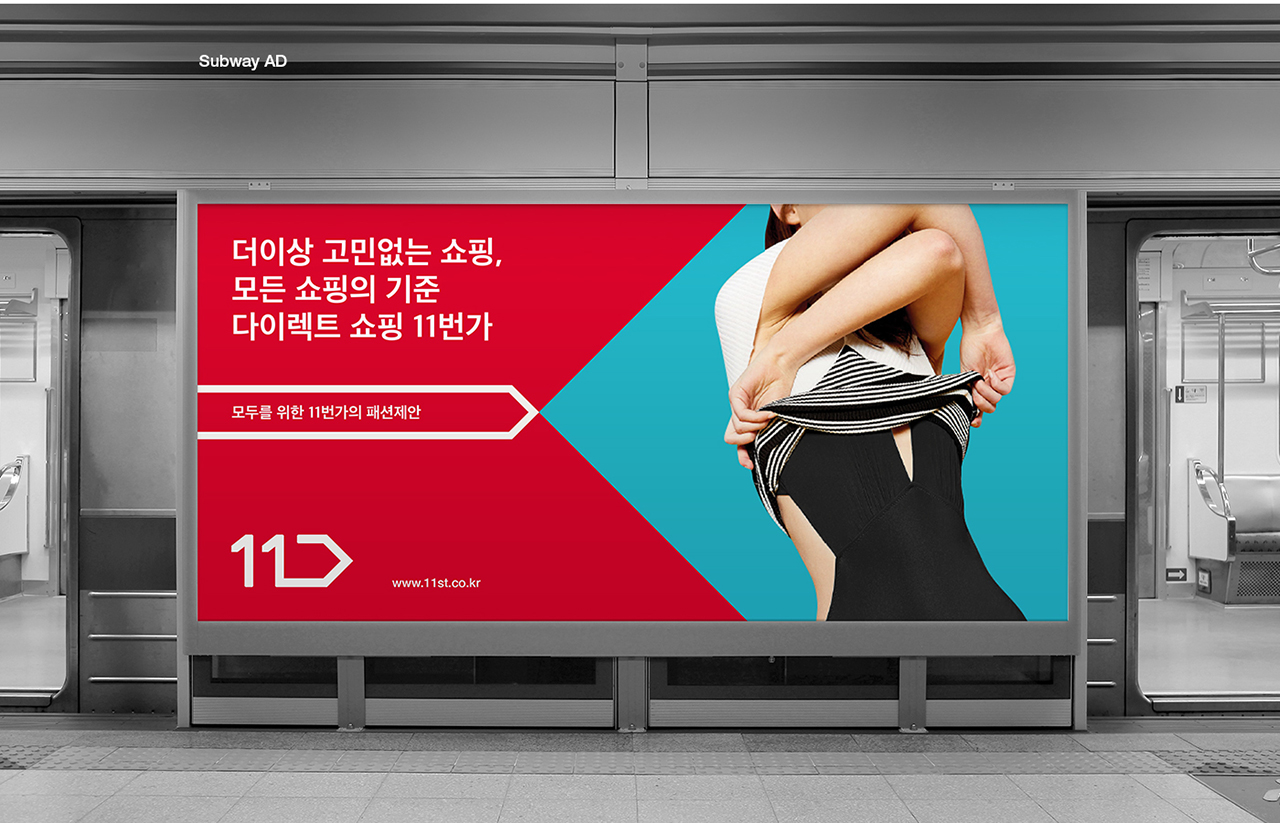 Subway AD
더이상 고민없는 쇼핑,
모든 쇼핑의 기준
다이렉트 쇼핑 11번가
모두를 위한 11번가의 패션제안
11
www.11st.co.kr